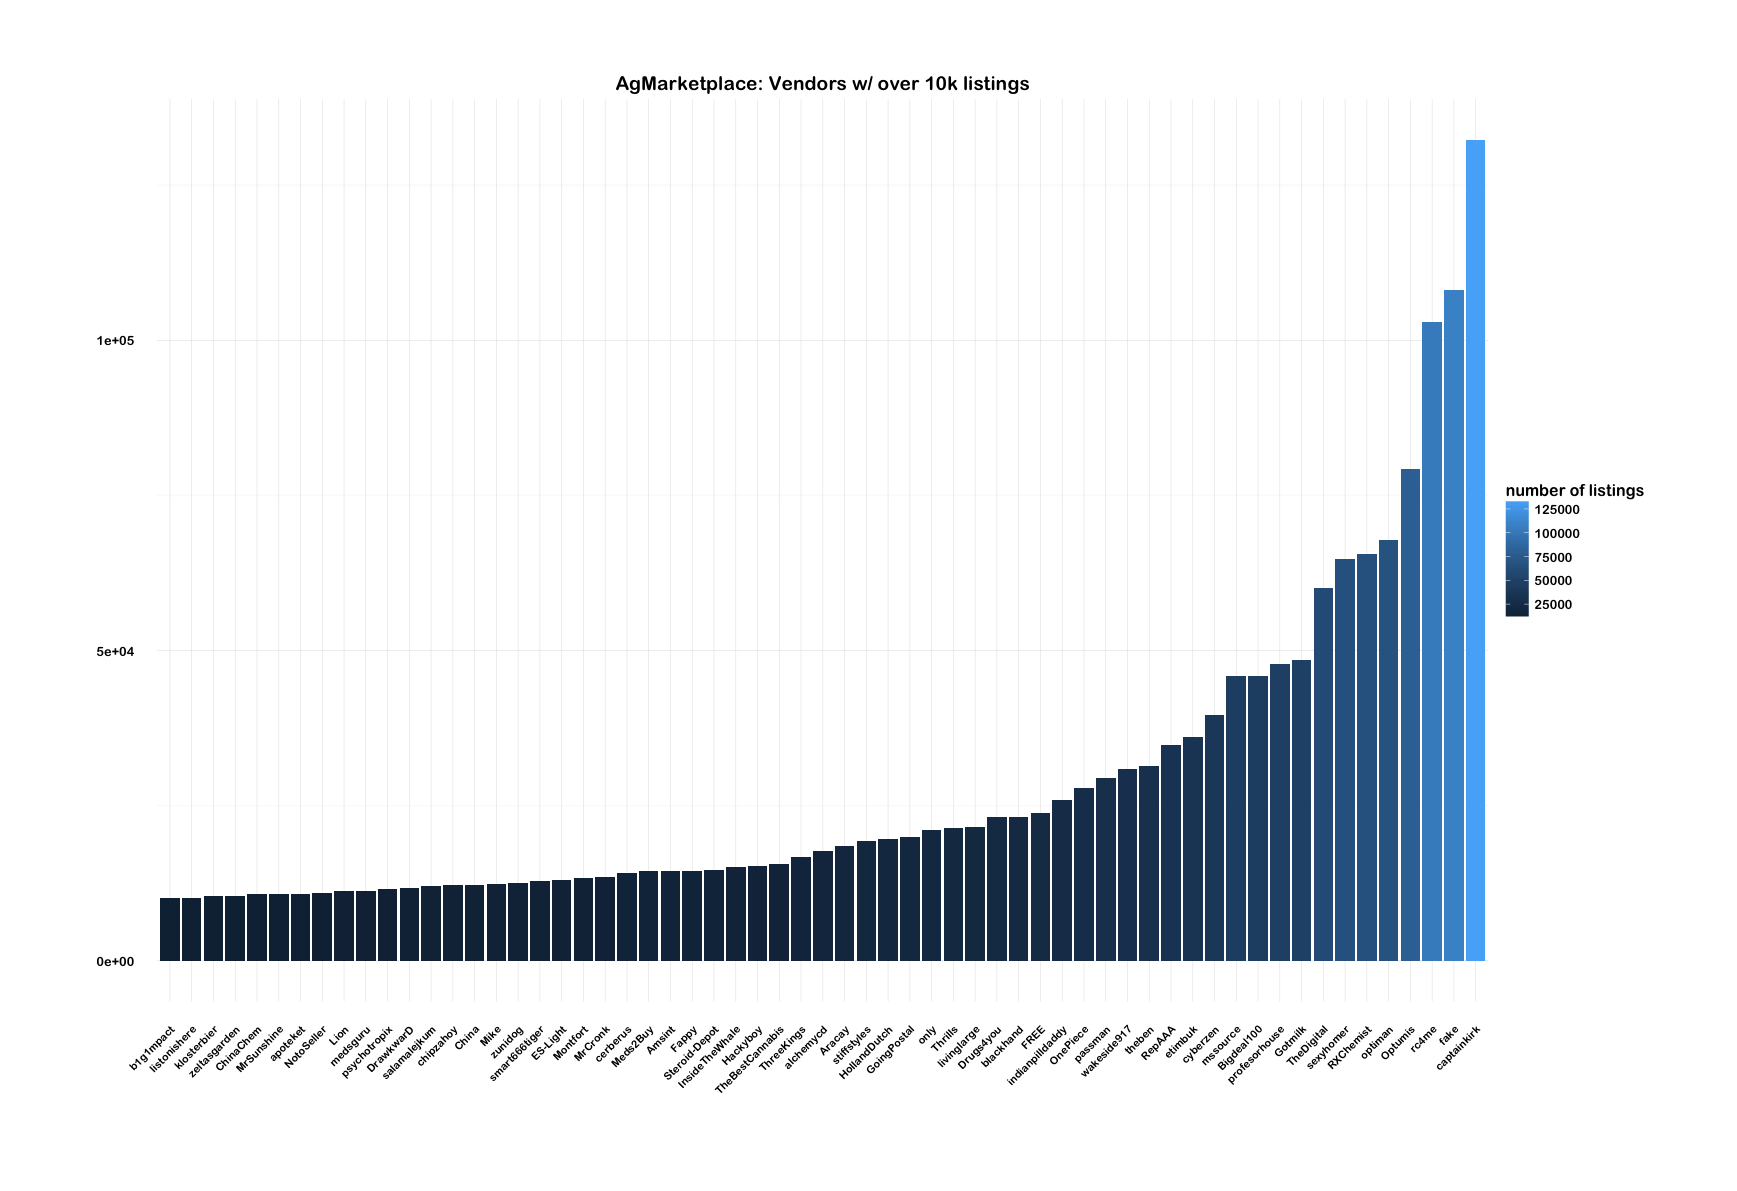 AgMarketplace: Vendors w/ over 10k listings
1e+05
5e+04
0e+00
number of listings
125000
100000
75000
50000
25000
b1g1mpact
listonishere
klosterbier
zeltasgarden
ChinaChem
MrSunshine
apoteket
NotoSeller
Lion
medsguru
psychotropix
DrawkwarD
salamalejkum
chipzahoy
China
Mike
zunidog
smart666tiger
ES-Light
Montfort
MrCronk
cerberus
Meds2Buy
Amsint
Fappy
Steroid-Depot
InsideTheWhale
Hackyboy
TheBestCannabis
ThreeKings
alchemycd
Aracay
stiffstyles
HollandDutch
GoingPostal
only
Thrills
livinglarge
Drugs4you
blackhand
FREE
indianpilldaddy
OnePiece
passman
wakeside917
theben
RepAAA
etimbuk
cyberzen
mssource
Bigdeal100
profesorhouse
Gotmilk
TheDigital
sexyhomer
RXChemist
optiman
Optumis
rc4me
fake
captainkirk